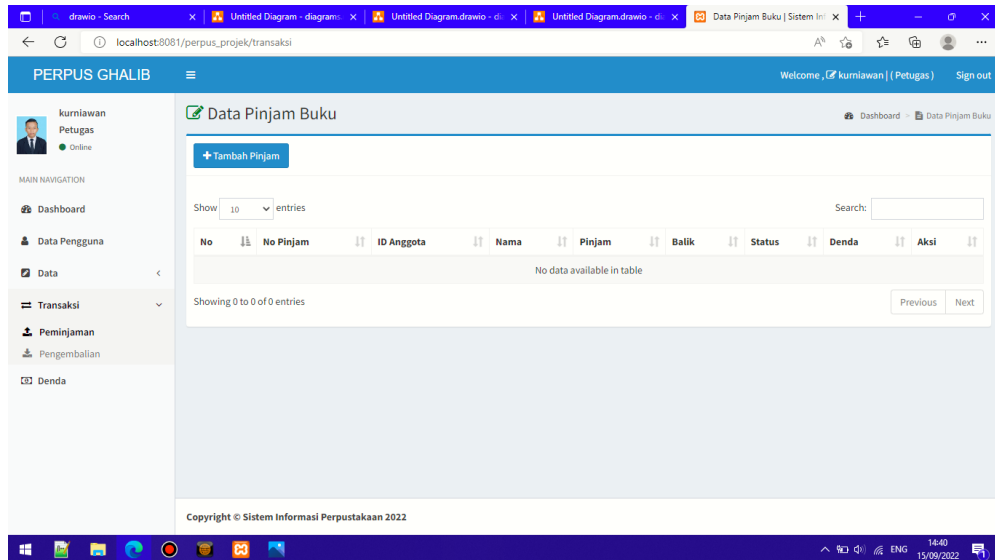 drawio - Search
Untitled Diagram - diagrams.
Untitled Diagram.drawio - di
Untitled Diagram.drawio - di
Data Pinjam Buku | Sistem In
localhost:8081/perpus_projek/transaksi
PERPUS GHALIB
Welcome , kurniawan | ( Petugas )
Sign out
kurniawan
Petugas
Online
Data Pinjam Buku
Dashboard > Data Pinjam Buku
MAIN NAVIGATION
Dashboard
Data Pengguna
Data
Transaksi
Peminjaman
Pengembalian
Denda
Tambah Pinjam
Show 10 entries
Search:
No No Pinjam ID Anggota Nama Pinjam Balik Status Denda Aksi
No data available in table
Showing 0 to 0 of 0 entries
Previous Next
Copyright © Sistem Informasi Perpustakaan 2022
ENG
14:40
15/09/2022